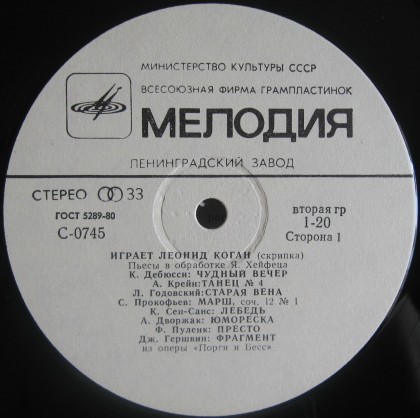 МИНИСТЕРСТВО КУЛЬТУРЫ СССР
ВСЕСОЮЗНАЯ ФИРМА ГРАМПЛАСТИНОК
МЕЛОДИЯ
ЛЕНИНГРАДСКИЙ ЗАВОД
СТЕРЕО 33
ГОСТ 5289-80
С-0745
вторая гр
1-20
Сторона 1
ИГРАЕТ ЛЕОНИД КОГАН (скрипка)
Пьесы в обработке Я. Хейфеца
К. Дебюсси: ЧУДНЫЙ ВЕЧЕР
А. Крейн: ТАНЕЦ № 4
Л. Годовский: СТАРАЯ ВЕНА
С. Прокофьев: МАРШ, соч. 12 № 1
К. Сен-Санс: ЛЕБЕДЬ
А. Дворжак: ЮМОРЕСКА
Ф. Пуленк: ПРЕСТО
Дж. Гершвин: ФРАГМЕНТ
из оперы «Порги и Бесс»